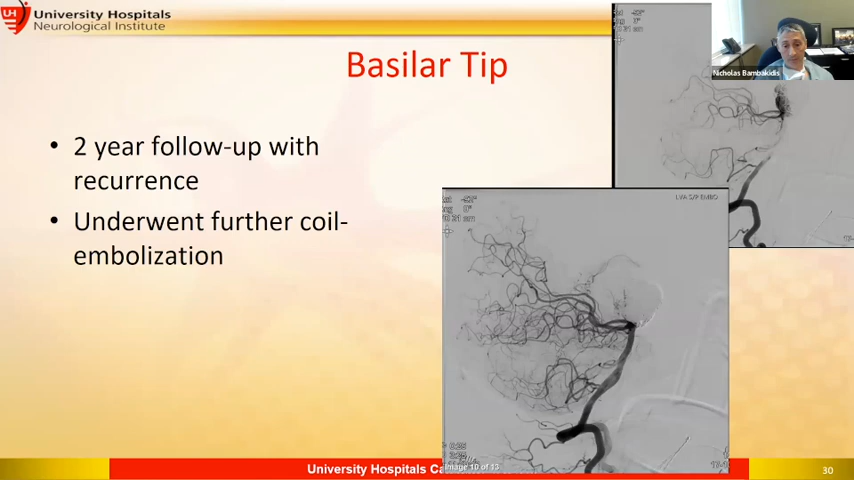 UH
University Hospitals
Neurological Institute
Basilar Tip
Nicholas Bambakidis
• 2 year follow-up with
recurrence
• Underwent further coil-
embolization
LVA S/P EMBO
University Hospitals Ca
Image 10 of 13
30